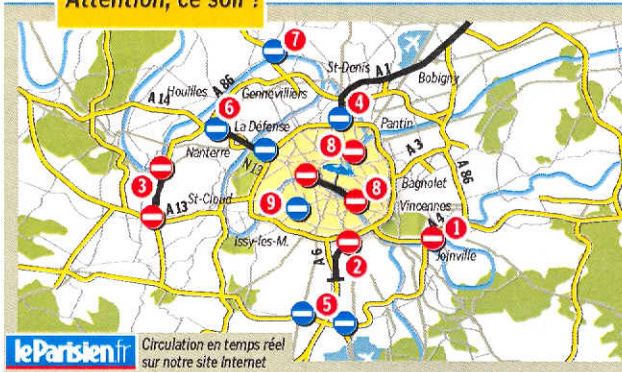 Attention, ce soir !
7
St-Denis
A 1
Bobigny
Houilles
A 86
Gennevilliers
A 14
6
4
La Défense
Pantin
8
A 3
Nanterre
N 13
3
Bagnolet
A 86
A 13
St-Cloud
8
Vincennes
9
A 4
1
Issy-les-M.
A 6
2
Joinville
5
leParisien.fr
Circulation en temps réel
sur notre site Internet